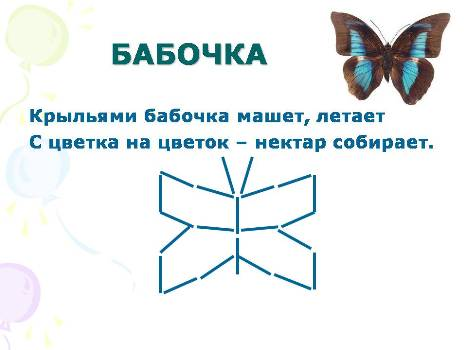 БАБОЧКА
Крыльями бабочка машет, летает
С цветка на цветок – нектар собирает.